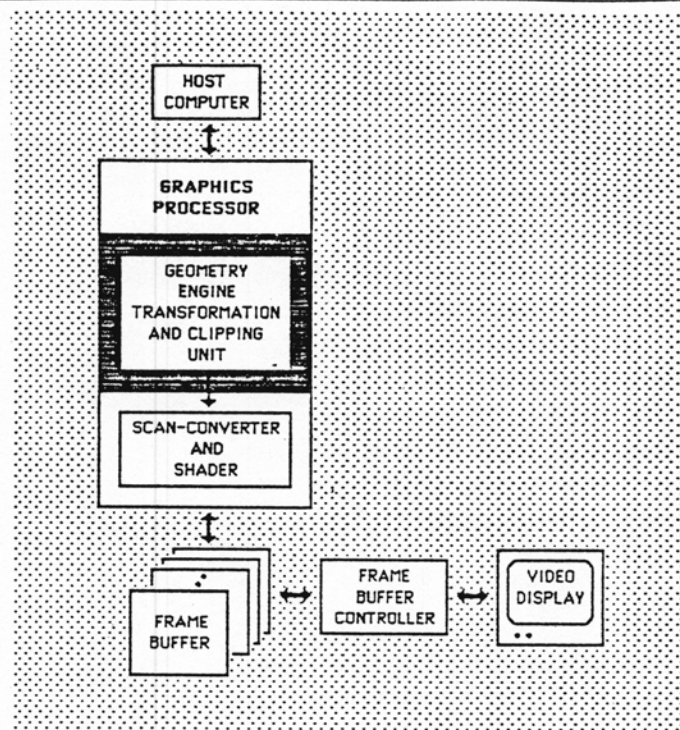 HOST
COMPUTER
GRAPHICS
PROCESSOR
GEOMETRY
ENGINE
TRANSFORMATION
AND CLIPPING
UNIT
SCAN-CONVERTER
AND
SHADER
FRAME
BUFFER
FRAME
BUFFER
CONTROLLER
VIDEO
DISPLAY